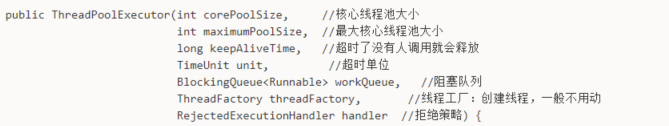 public ThreadPoolExecutor(int corePoolSize, //核心线程池大小
int maximumPoolSize, //最大核心线程池大小
long keepAliveTime, //超时了没有人调用就会释放
TimeUnit unit, //超时单位
BlockingQueue<Runnable> workQueue, //阻塞队列
ThreadFactory threadFactory, //线程工厂：创建线程，一般不用动
RejectedExecutionHandler handler //拒绝策略) {